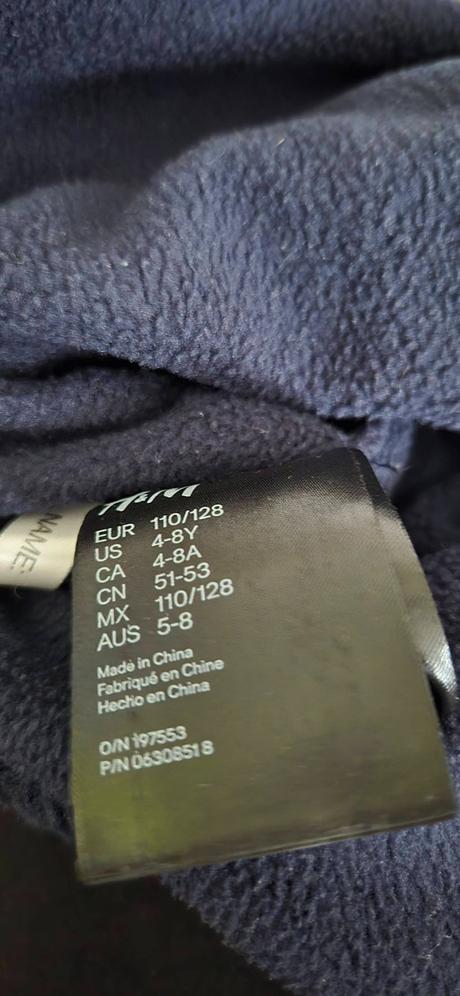 H&M
NAME:
EUR 110/128
US 4-8Y
CA 4-8A
CN 51-53
MX 110/128
AUS 5-8
Made in China
Fabriqué en Chine
Hecho en China
O/N 197553
P/N 06308518